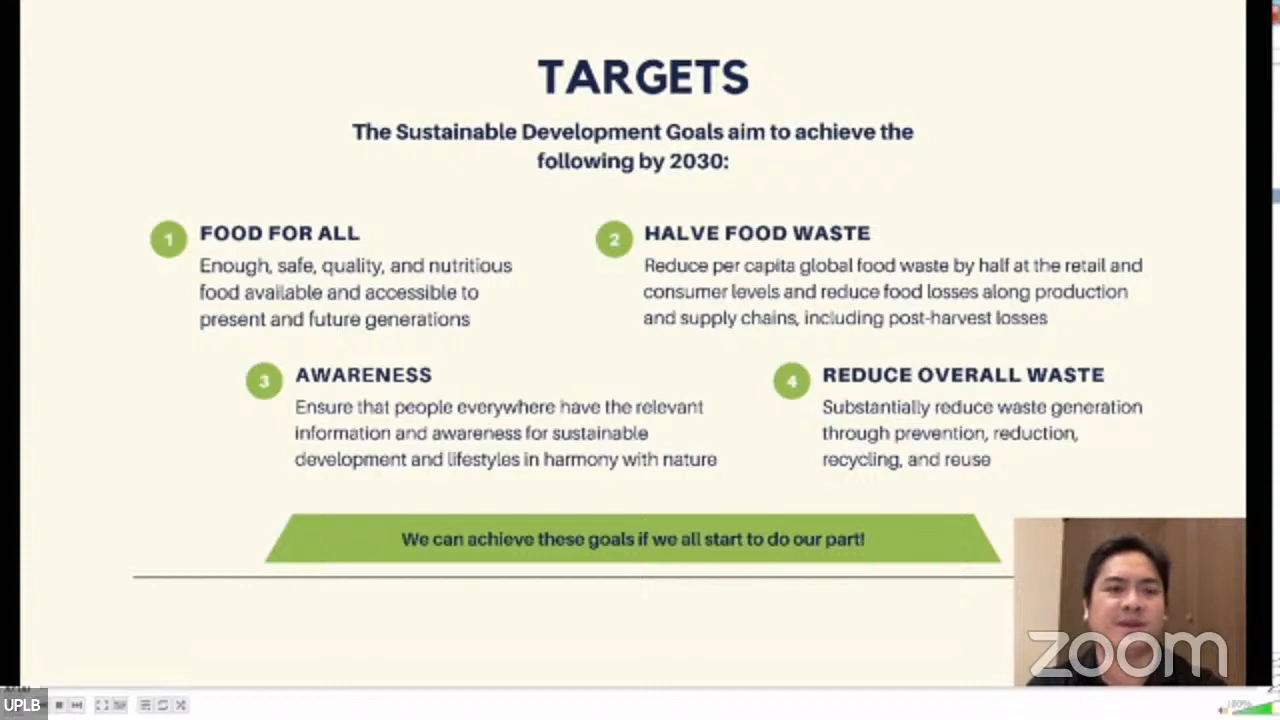 TARGETS
The Sustainable Development Goals aim to achieve the
following by 2030:
1
FOOD FOR ALL
Enough, safe, quality, and nutritious
food available and accessible to
present and future generations
2
HALVE FOOD WASTE
Reduce per capita global food waste by half at the retail and
consumer levels and reduce food losses along production
and supply chains, including post-harvest losses
3
AWARENESS
Ensure that people everywhere have the relevant
information and awareness for sustainable
development and lifestyles in harmony with nature
4
REDUCE OVERALL WASTE
Substantially reduce waste generation
through prevention, reduction,
recycling, and reuse
We can achieve these goals if we all start to do our part!
zoom
UPLB